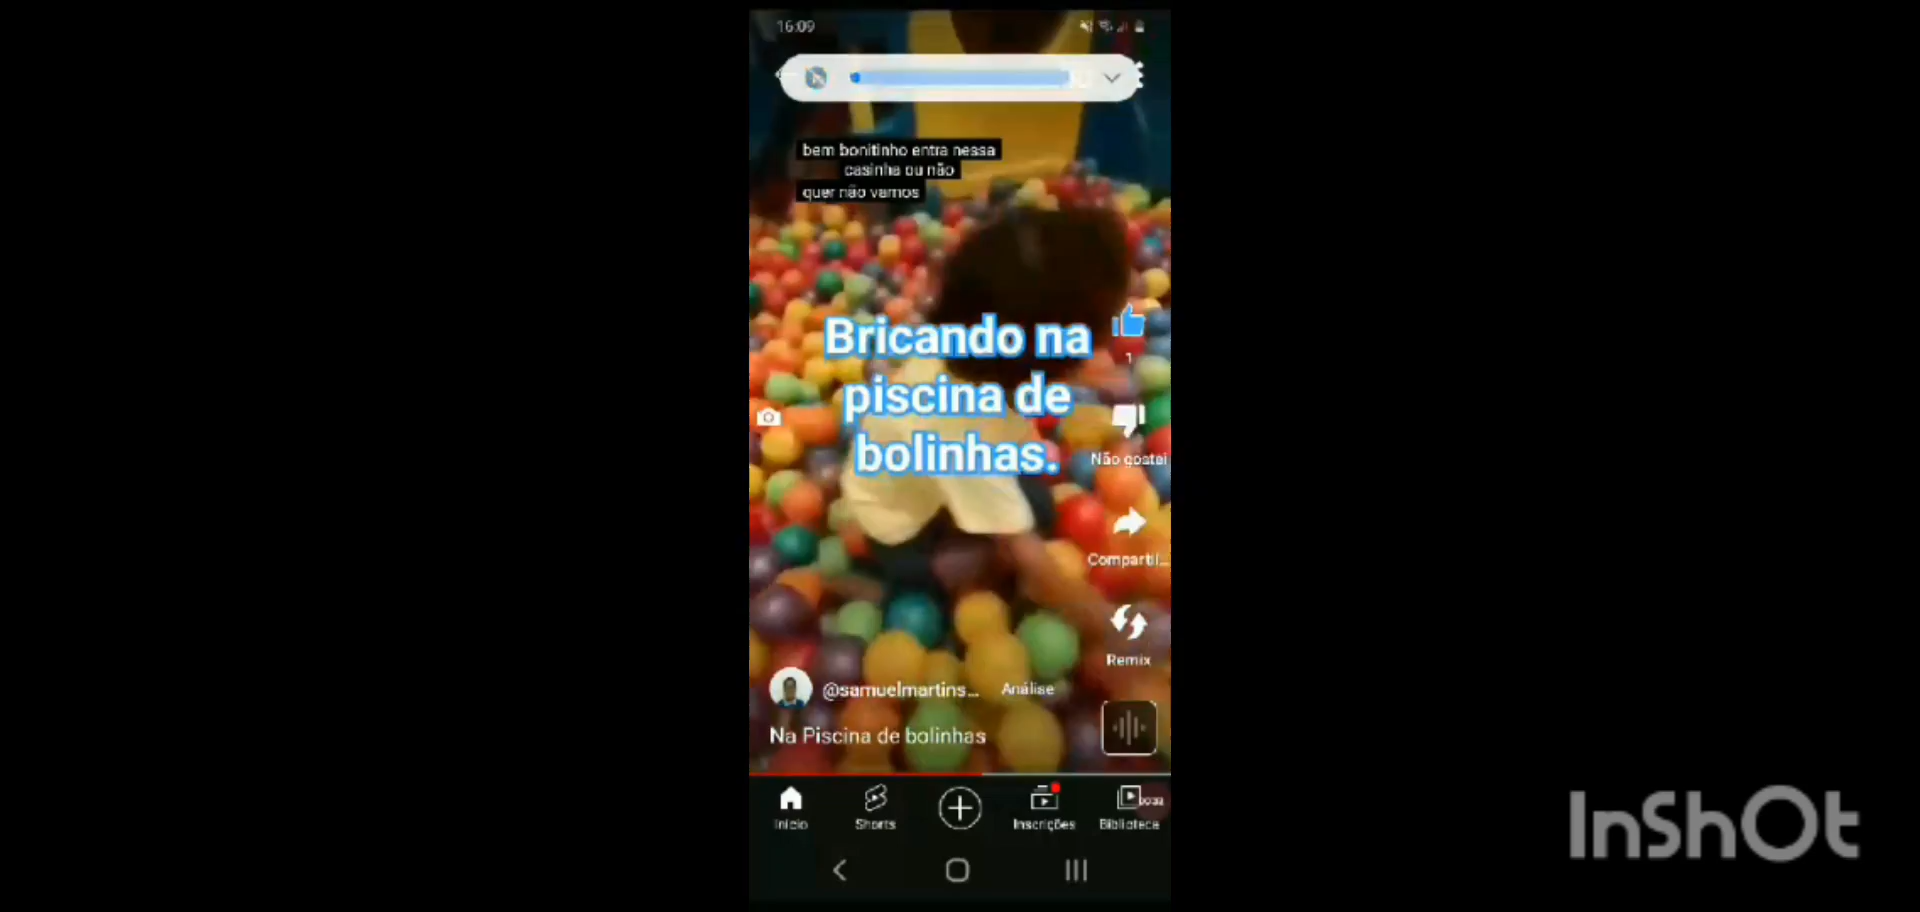 16:09
bem bonitinho entra nessa
casinha ou não
quer não vamos
Bricando na
piscina de
bolinhas.
1
Não gostei
Compartil...
Remix
@samuelmartins...
Análise
Na Piscina de bolinhas
Início
Shorts
Inscrições
Biblioteca
InShOt